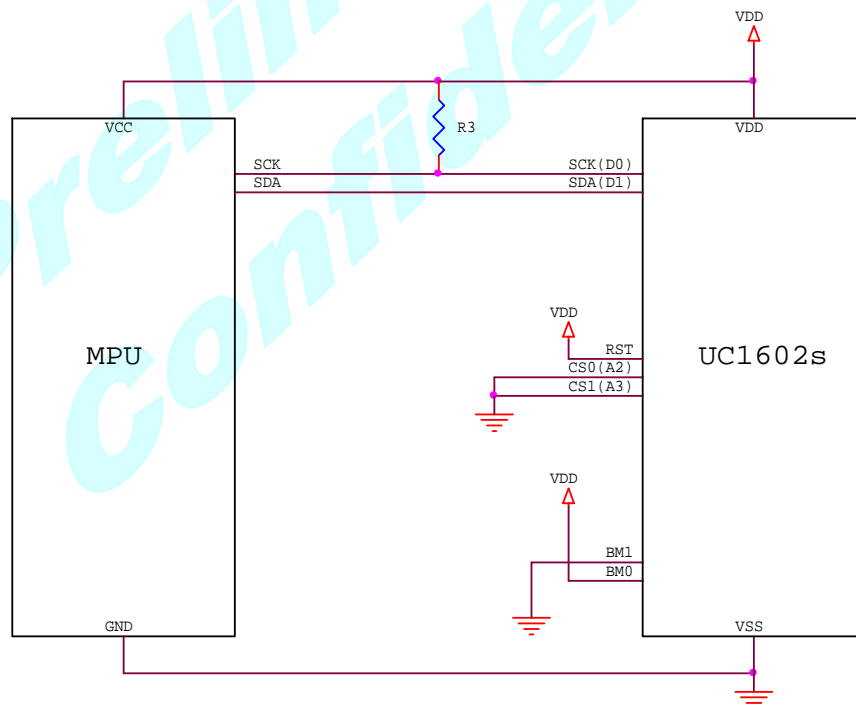 VDD
VCC
VDD
R3
SCK
SCK(D0)
SDA
SDA(D1)
VDD
RST
MPU
UC1602s
CS0(A2)
CS1(A3)
VDD
BM1
BM0
GND
VSS